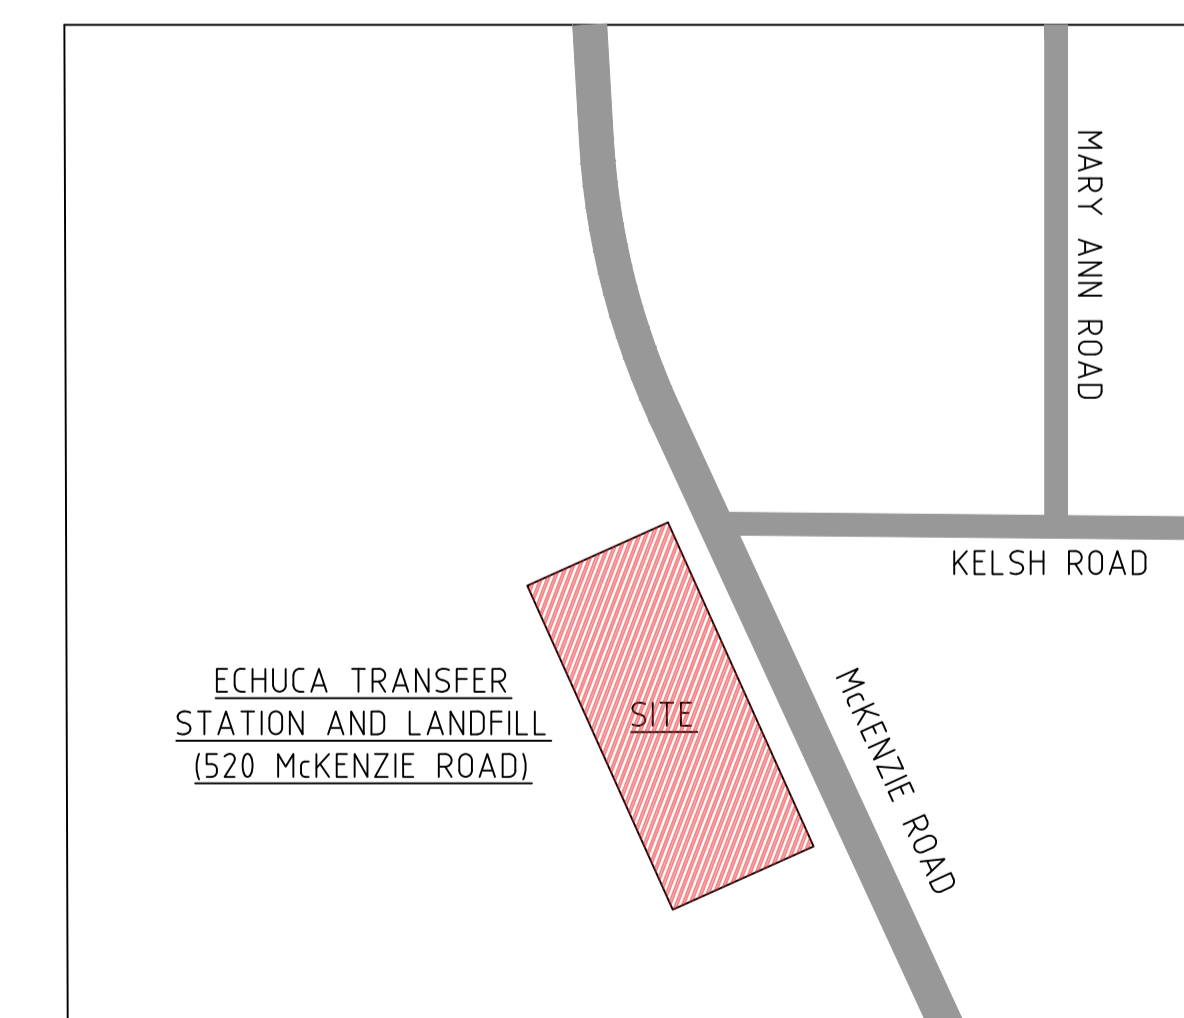 MARY ANN ROAD
KELSH ROAD
ECHUCA TRANSFER
STATION AND LANDFILL
(520 McKENZIE ROAD)
SITE
McKENZIE ROAD